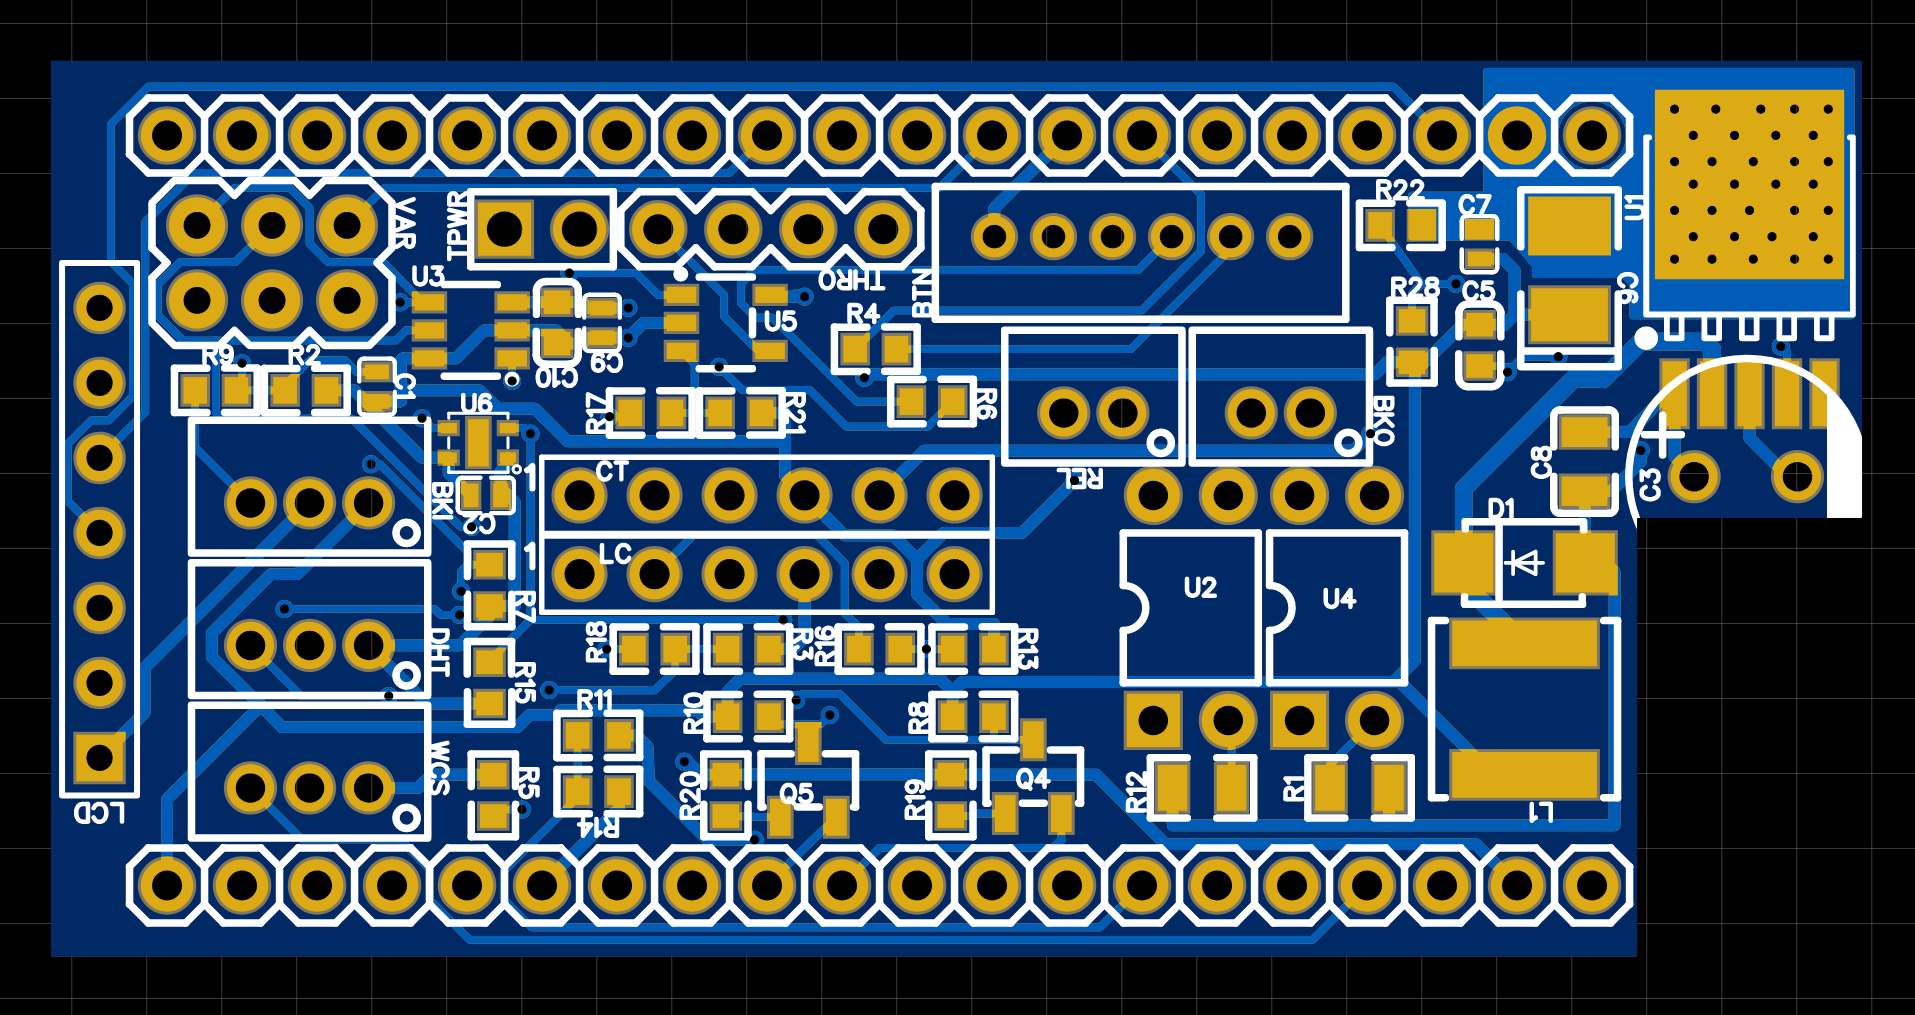 R22
C7
U1
VAR
TPWR
THRO
BTN
U3
U5
R4
R28
C5
C6
R9
R2
C1
C10
C9
R17
R21
R6
BKO
U6
1
CT
REL
C8
C3
BKI
C2
D1
1
LC
U2
U4
R7
DHT
R18
R3
R16
R13
R15
R11
R10
R8
WCS
R5
R20
Q5
R19
Q4
R12
R1
L1
LCD
R14